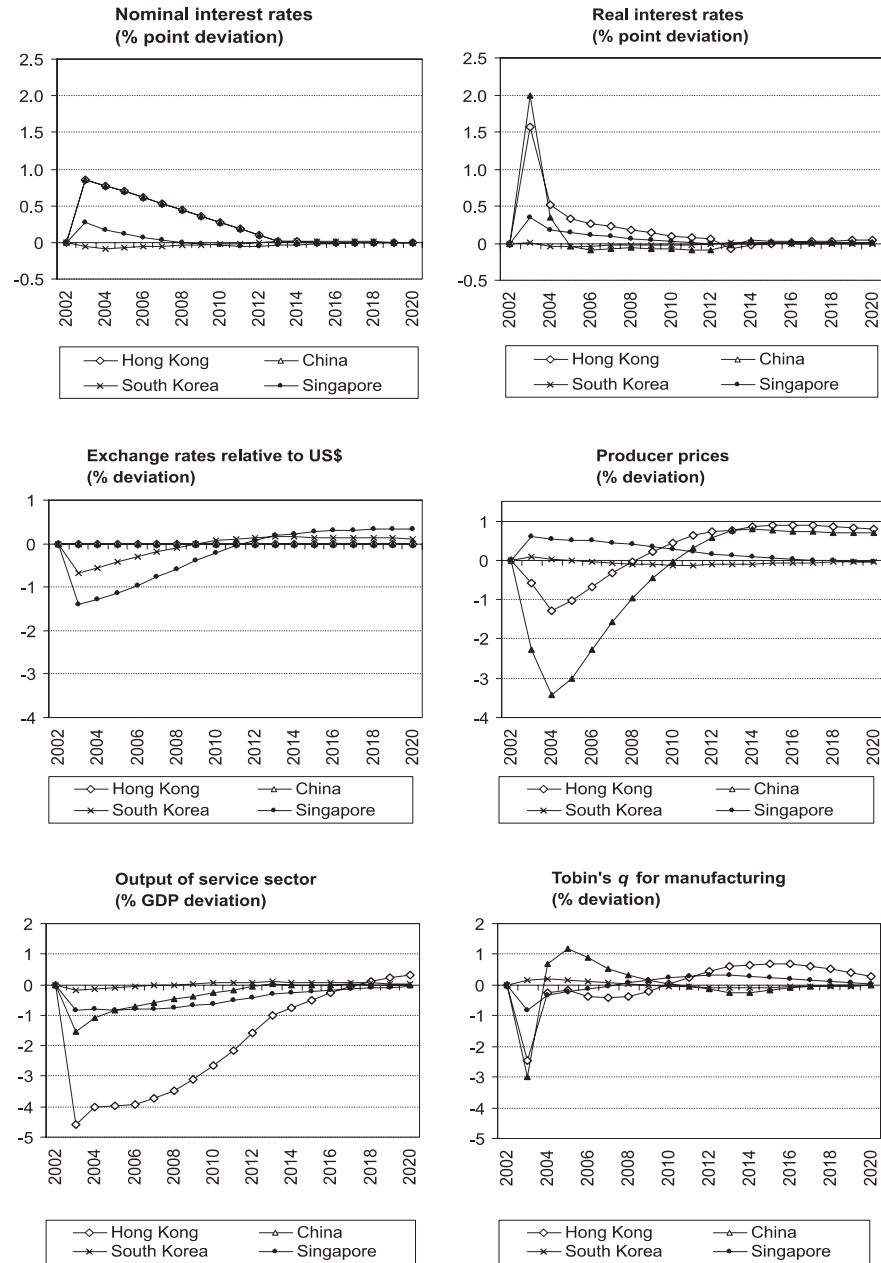 Nominal interest rates
(% point deviation)
2.5
2.0
1.5
1.0
0.5
0
-0.5
2002
2004
2006
2008
2010
2012
2014
2016
2018
2020
Hong Kong
China
South Korea
Singapore
Real interest rates
(% point deviation)
2.5
2.0
1.5
1.0
0.5
0
-0.5
2002
2004
2006
2008
2010
2012
2014
2016
2018
2020
Hong Kong
China
South Korea
Singapore
Exchange rates relative to US$
(% deviation)
1
0
-1
-2
-3
-4
2002
2004
2006
2008
2010
2012
2014
2016
2018
2020
Hong Kong
China
South Korea
Singapore
Producer prices
(% deviation)
1
0
-1
-2
-3
-4
2002
2004
2006
2008
2010
2012
2014
2016
2018
2020
Hong Kong
China
South Korea
Singapore
Output of service sector
(% GDP deviation)
2
1
0
-1
-2
-3
-4
-5
2002
2004
2006
2008
2010
2012
2014
2016
2018
2020
Hong Kong
China
South Korea
Singapore
Tobin's q for manufacturing
(% deviation)
2
1
0
-1
-2
-3
-4
-5
2002
2004
2006
2008
2010
2012
2014
2016
2018
2020
Hong Kong
China
South Korea
Singapore